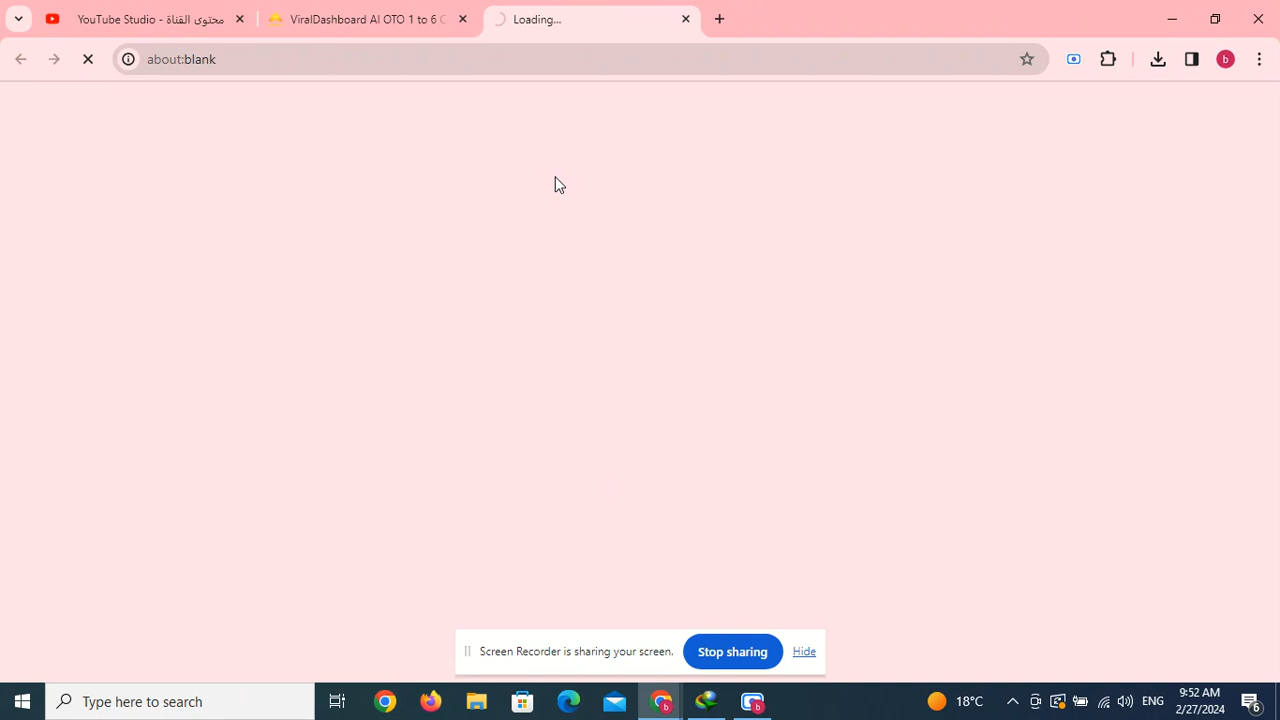 YouTube Studio - محتوى القناة
ViralDashboard AI OTO 1 to 6 O
Loading...
about:blank
b
Screen Recorder is sharing your screen.
Stop sharing
Hide
Type here to search
b
b
18°C
ENG
9:52 AM
2/27/2024
6